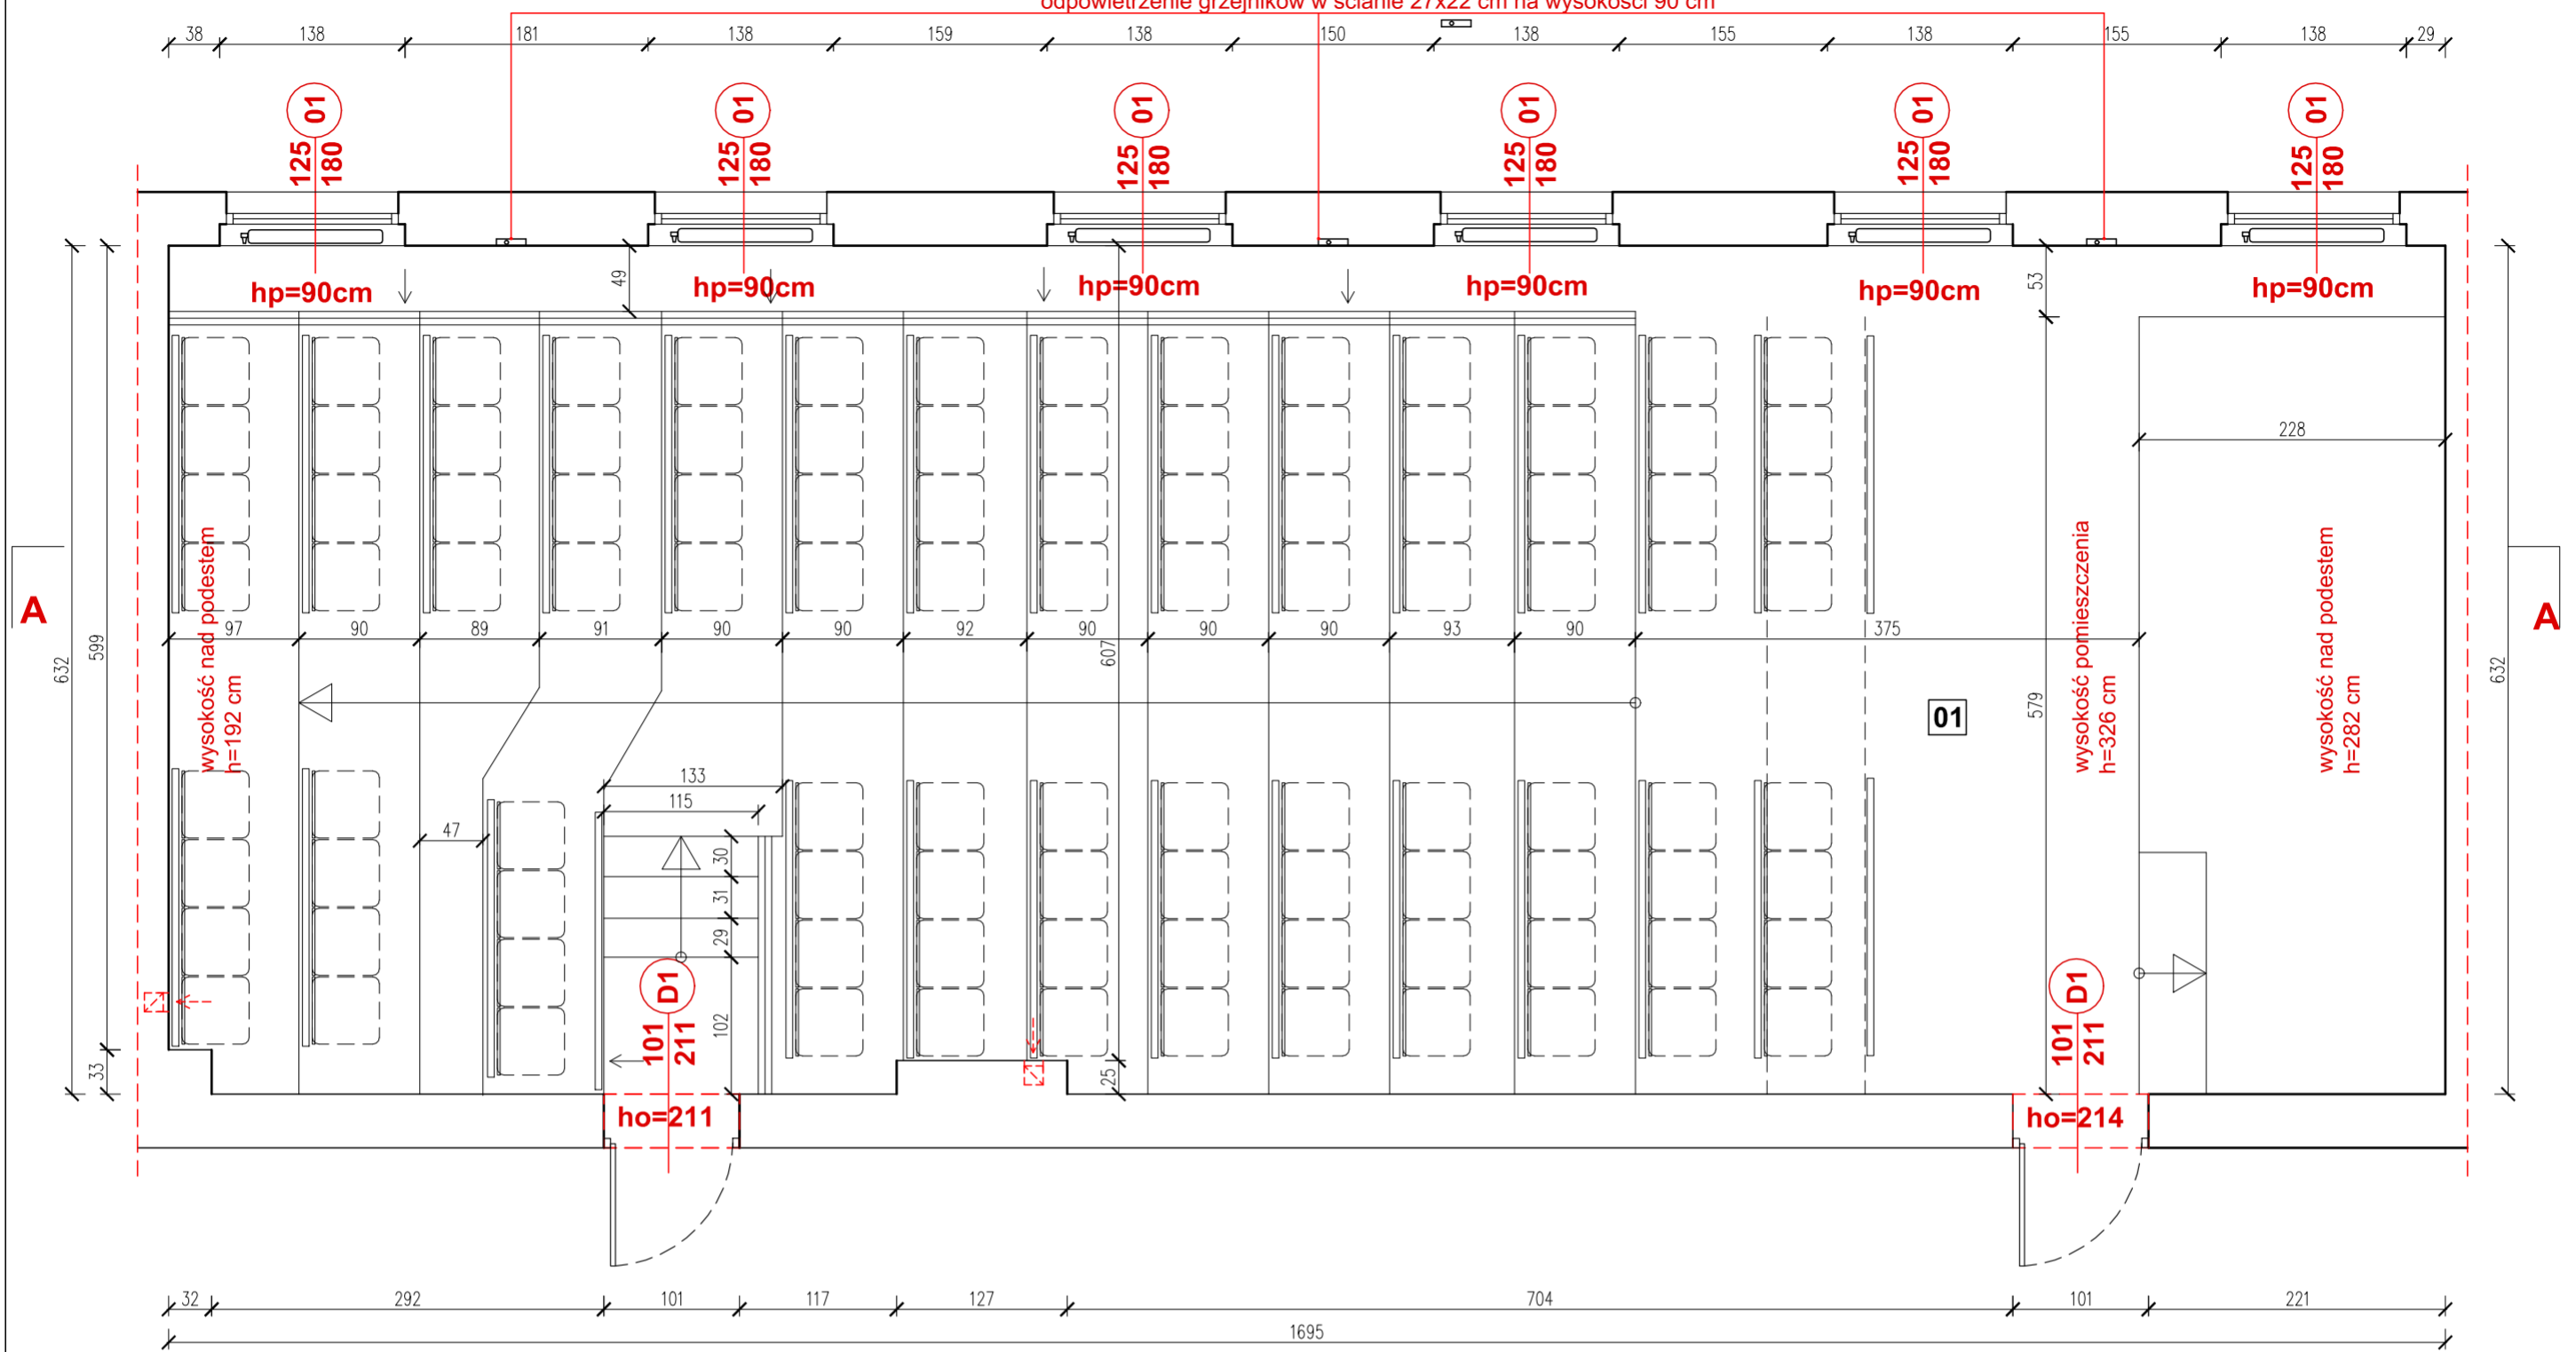 odpowietrzenie grzejników w ścianie 27x22 cm na wysokości 90 cm
38 138 181 138 159 138 150 138 155 138 155 138 29
01 01 01 01 01 01
125 125 125 125 125 125
180 180 180 180 180 180
hp=90cm hp=90cm hp=90cm hp=90cm hp=90cm hp=90cm
49 53
228
A A
wysokość nad podestem
h=192 cm
wysokość pomieszczenia
h=326 cm
wysokość nad podestem
h=282 cm
97 90 89 91 90 90 92 90 90 90 93 90 375
632 599 607 579 632
01
133
115
47
30
31
29
102
33
25
D1 D1
101 101
211 211
ho=211 ho=214
32 292 101 117 127 704 101 221
1695